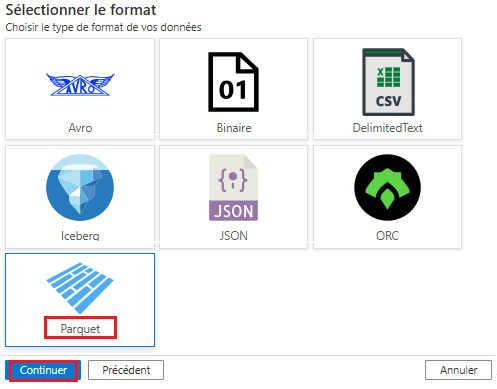 Sélectionner le format
Choisir le type de format de vos données
AVRO
Avro
01
Binaire
X
CSV
DelimitedText
Iceberg
{ }
JSON
JSON
ORC
Parquet
Continuer
Précédent
Annuler